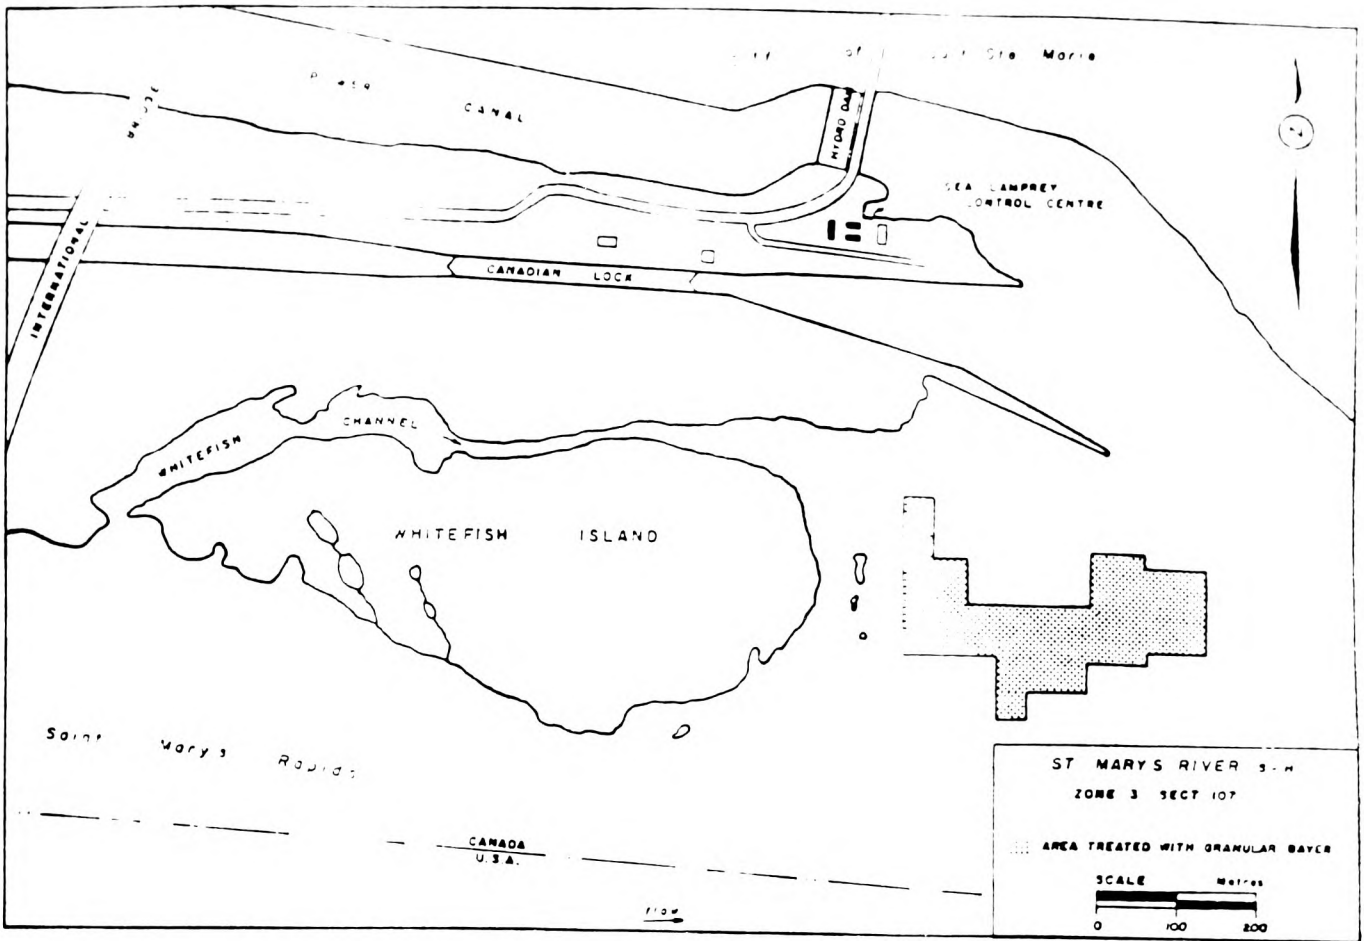 of Ste Marie
CANAL
HYDRO DAM
BRIDGE
INTERNATIONAL
SEA LAMPREY
CONTROL CENTRE
CANADIAN LOCK
WHITEFISH CHANNEL
WHITEFISH ISLAND
Saint Mary's Rapids
CANADA
U.S.A.
flow
ST MARYS RIVER S-H
ZONE 3 SECT 107
AREA TREATED WITH GRANULAR BAYER
SCALE Metres
0 100 200
Z